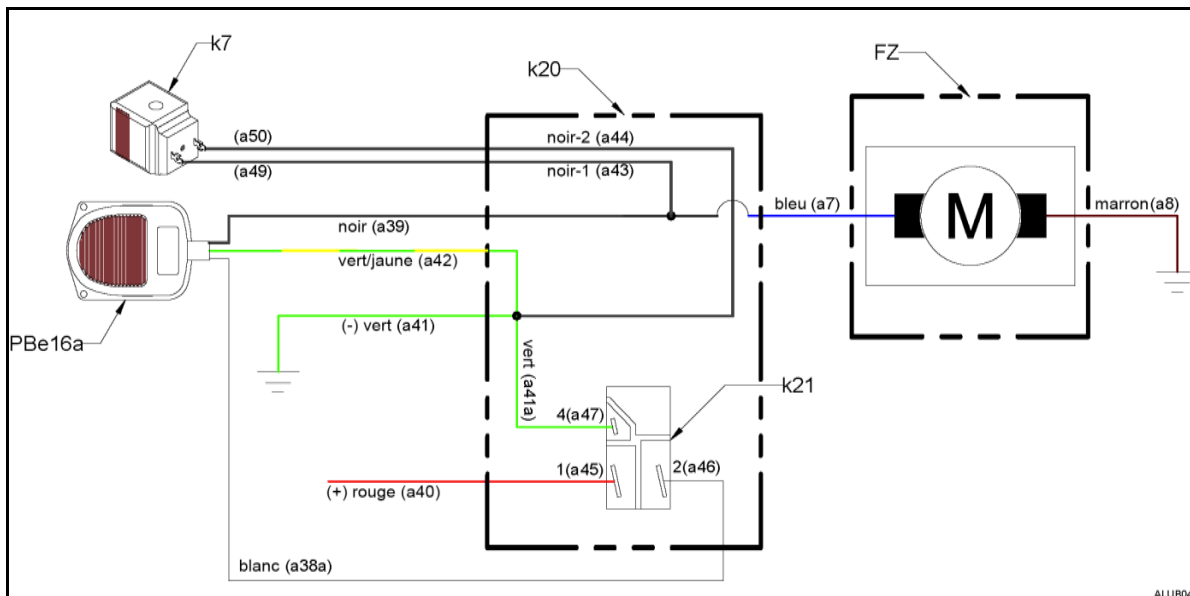 k7
k20
FZ
(a50)
noir-2 (a44)
(a49)
noir-1 (a43)
bleu (a7)
M
marron(a8)
noir (a39)
vert/jaune (a42)
(-) vert (a41)
PBe16a
vert (a41a)
k21
4(a47)
1(a45)
2(a46)
(+) rouge (a40)
blanc (a38a)